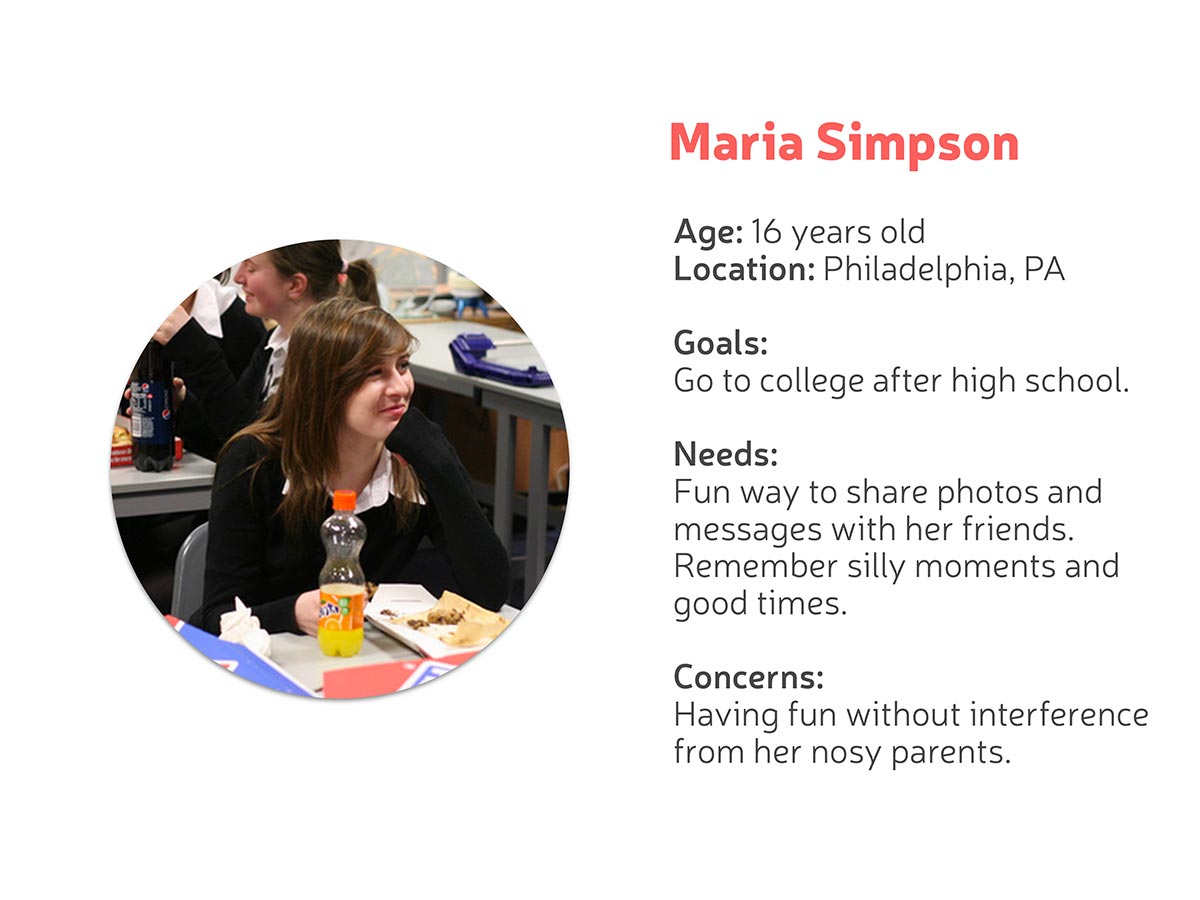 Maria Simpson
Age: 16 years old
Location: Philadelphia, PA
Goals:
Go to college after high school.
Needs:
Fun way to share photos and
messages with her friends.
Remember silly moments and
good times.
Concerns:
Having fun without interference
from her nosy parents.